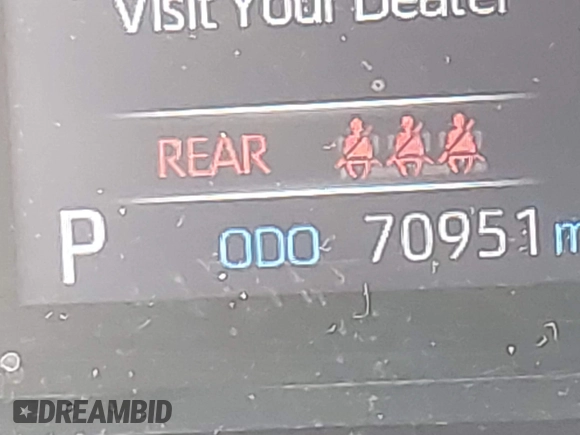 Visit Your Dealer
REAR
P ODO 70951 m
DREAMBID